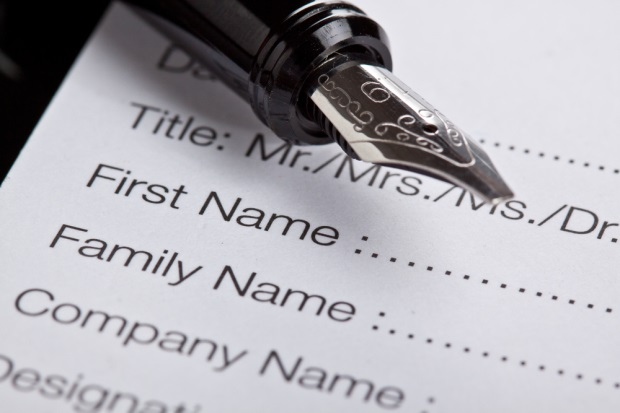 Title: Mr./Mrs./Ms./Dr.
First Name :
Family Name :
Company Name :